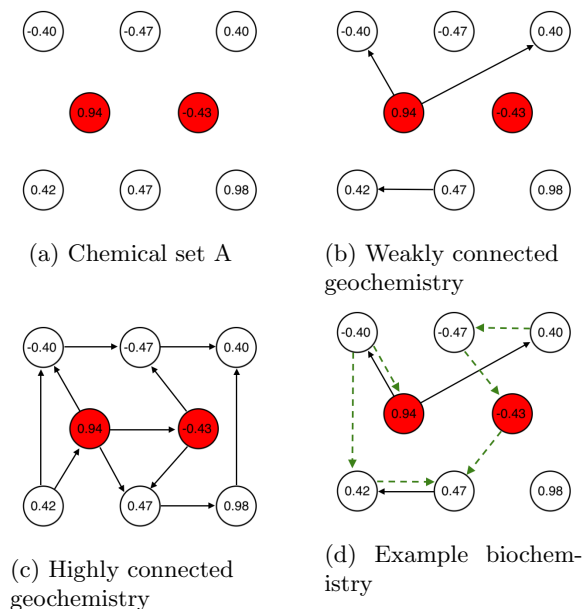 -0.40 -0.47 0.40
0.94 -0.43
0.42 0.47 0.98
(a) Chemical set A
-0.40 -0.47 0.40
0.94 -0.43
0.42 0.47 0.98
(b) Weakly connected
geochemistry
-0.40 -0.47 0.40
0.94 -0.43
0.42 0.47 0.98
(c) Highly connected
geochemistry
-0.40 -0.47 0.40
0.94 -0.43
0.42 0.47 0.98
(d) Example biochem-
istry